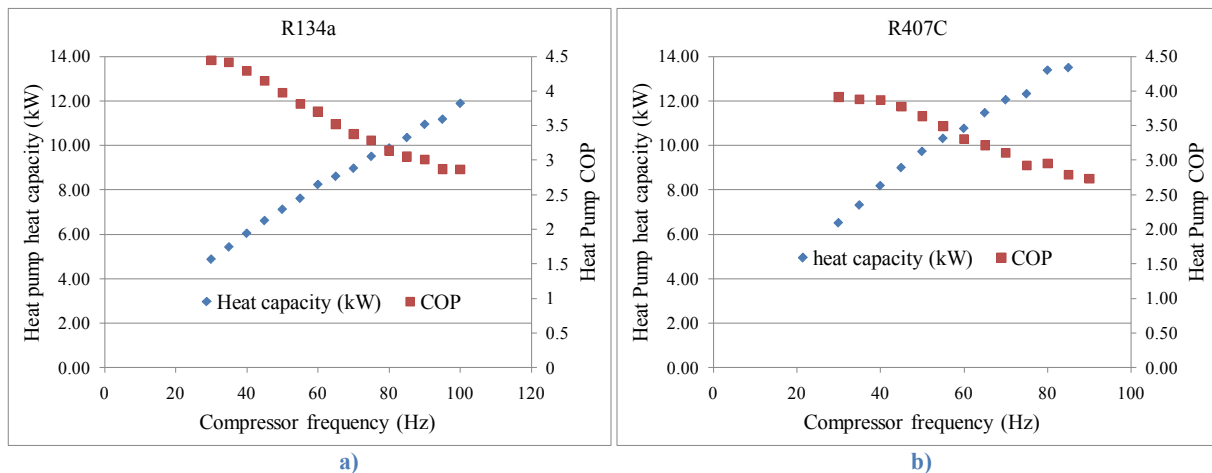 R134a
Heat pump heat capacity (kW)
14.00
12.00
10.00
8.00
6.00
4.00
2.00
0.00
4.5
4
3.5
3
2.5
2
1.5
1
0.5
0
Heat Pump COP
Heat capacity (kW) COP
0 20 40 60 80 100 120
Compressor frequency (Hz)
a)
R407C
Heat Pump heat capacity (kW)
14.00
12.00
10.00
8.00
6.00
4.00
2.00
0.00
4.50
4.00
3.50
3.00
2.50
2.00
1.50
1.00
0.50
0.00
Heat Pump COP
heat capacity (kW) COP
0 20 40 60 80 100
Compressor frequency (Hz)
b)